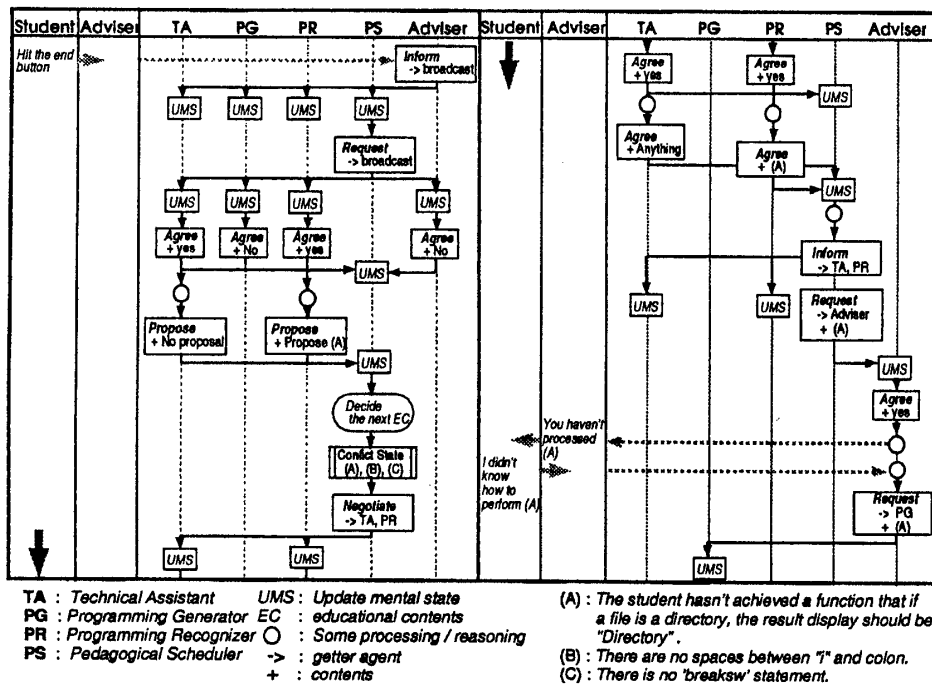 Student Adviser TA PG PR PS Adviser
Hit the end
button
Inform
-> broadcast
UMS UMS UMS UMS
Request
-> broadcast
UMS UMS UMS UMS
Agree
+ yes
Agree
+ No
Agree
+ yes
Agree
+ No
UMS
Propose
+ No proposal
Propose
+ Propose (A)
UMS
Decide
the next EC
Conflict State
(A), (B), (C)
Negotiate
-> TA, PR
UMS UMS
Student Adviser TA PG PR PS Adviser
Agree
+ yes
Agree
+ yes
UMS
Agree
+ Anything
Agree
+ (A)
UMS
Inform
-> TA, PR
UMS UMS
Request
-> Adviser
+ (A)
UMS
Agree
+ yes
You haven't
processed
(A)
I didn't
know
how to
perform (A)
Request
-> PG
+ (A)
UMS
TA : Technical Assistant
PG : Programming Generator
PR : Programming Recognizer
PS : Pedagogical Scheduler
UMS : Update mental state
EC : educational contents
○ : Some processing / reasoning
-> : getter agent
+ : contents
(A) : The student hasn't achieved a function that if
a file is a directory, the result display should be
"Directory" .
(B) : There are no spaces between "i" and colon.
(C) : There is no 'breaksw' statement.